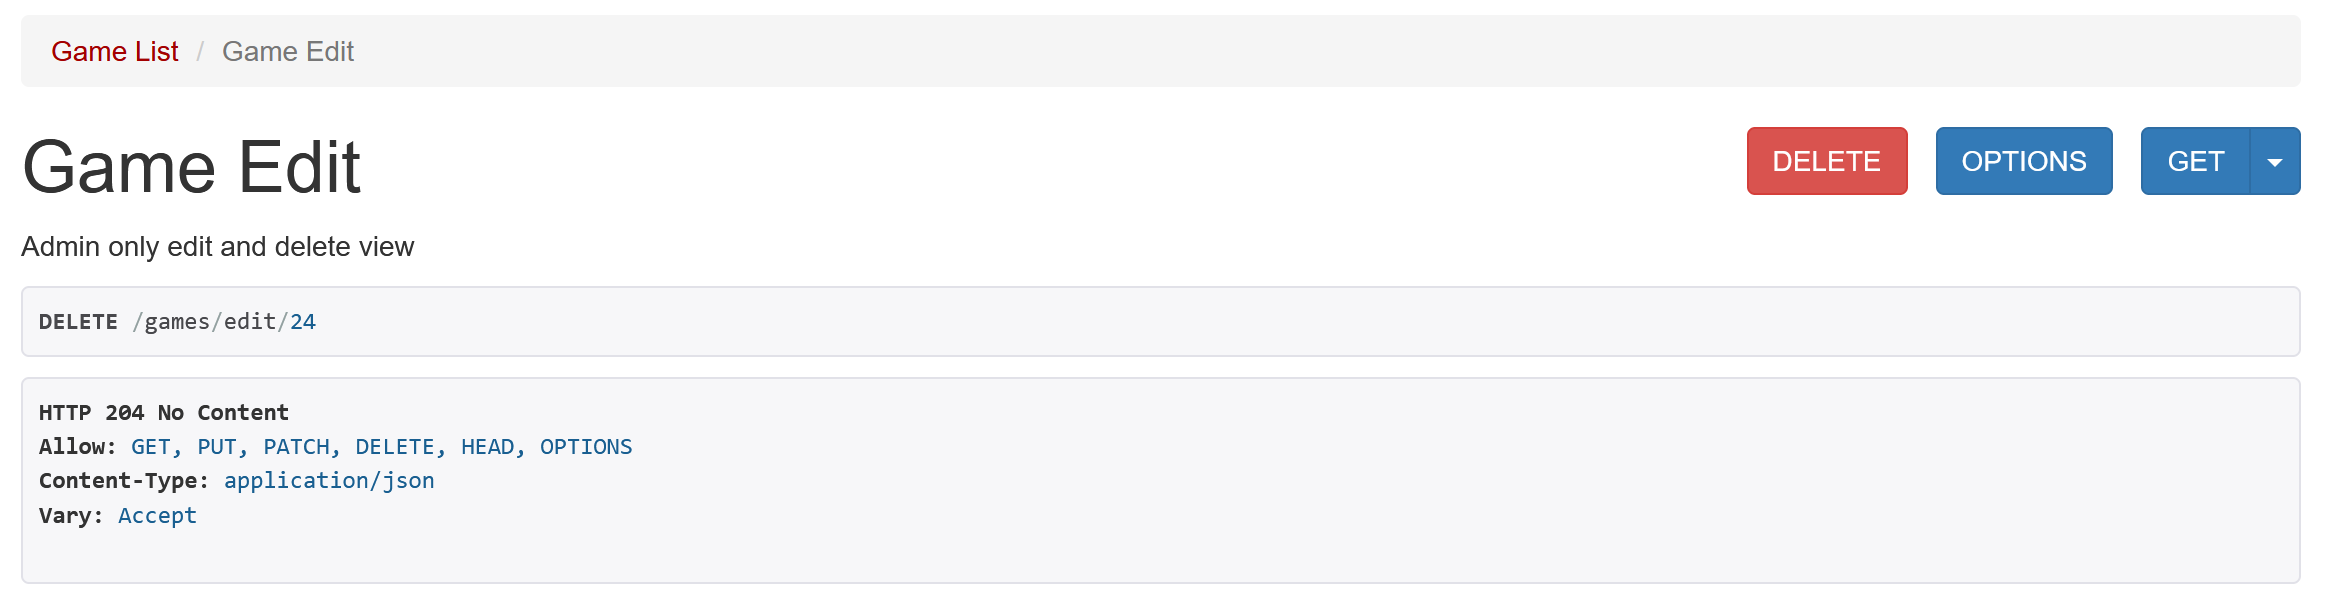 Game List / Game Edit
Game Edit
DELETE
OPTIONS
GET
Admin only edit and delete view
DELETE /games/edit/24
HTTP 204 No Content
Allow: GET, PUT, PATCH, DELETE, HEAD, OPTIONS
Content-Type: application/json
Vary: Accept